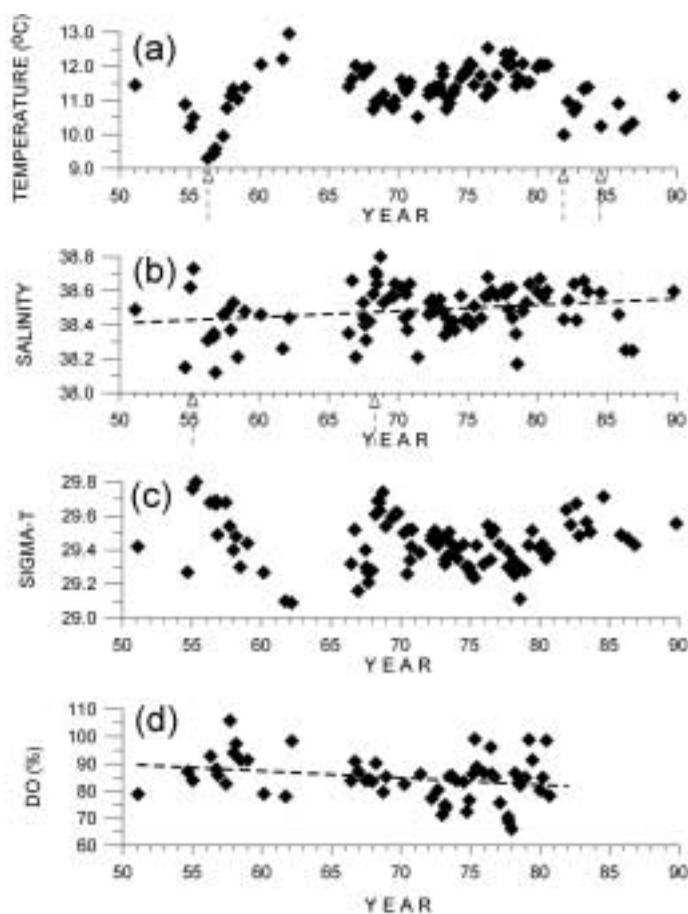 (a)
TEMPERATURE (ºC)
13.0
12.0
11.0
10.0
9.0
50 55 60 65 70 75 80 85 90
YEAR
(b)
SALINITY
38.8
38.6
38.4
38.2
38.0
50 55 60 65 70 75 80 85 90
YEAR
(c)
SIGMA-T
29.8
29.6
29.4
29.2
29.0
50 55 60 65 70 75 80 85 90
YEAR
(d)
DO (%)
110
100
90
80
70
60
50 55 60 65 70 75 80 85 90
YEAR